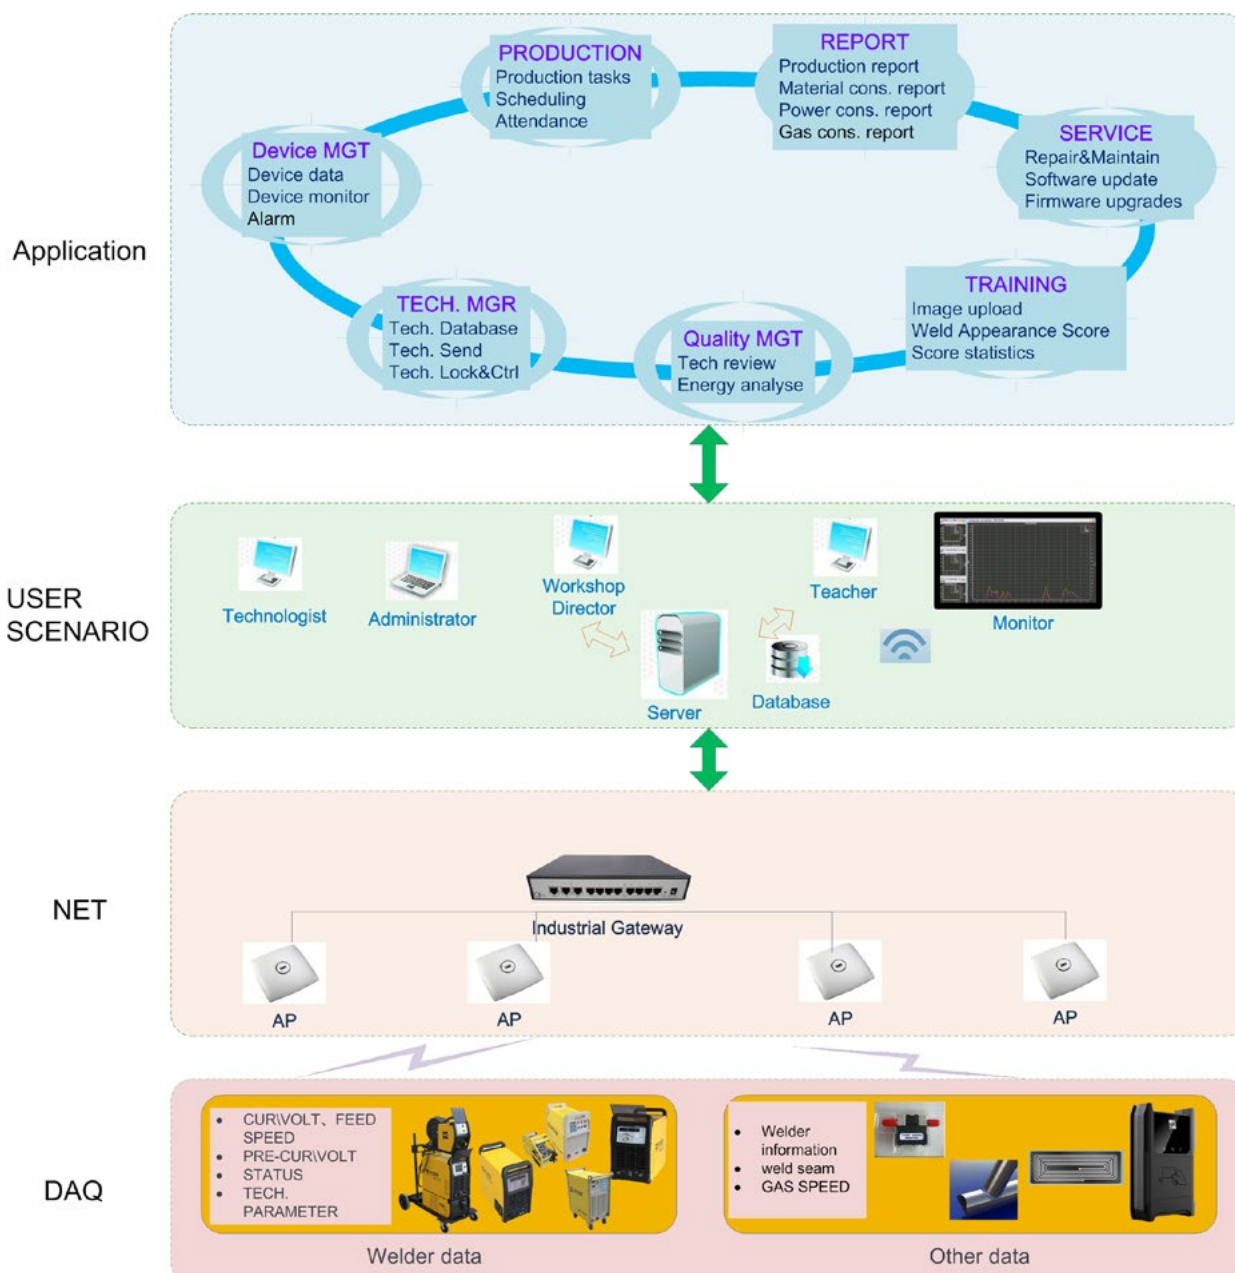 PRODUCTION
Production tasks
Scheduling
Attendance
REPORT
Production report
Material cons. report
Power cons. report
Gas cons. report
Device MGT
Device data
Device monitor
Alarm
SERVICE
Repair&Maintain
Software update
Firmware upgrades
Application
TECH. MGR
Tech. Database
Tech. Send
Tech. Lock&Ctrl
Quality MGT
Tech review
Energy analyse
TRAINING
Image upload
Weld Appearance Score
Score statistics
USER
SCENARIO
Technologist
Administrator
Workshop
Director
Teacher
Monitor
Server
Database
NET
Industrial Gateway
AP
AP
AP
AP
DAQ
• CUR\VOLT、FEED
SPEED
• PRE-CUR\VOLT
• STATUS
• TECH.
PARAMETER
Welder data
• Welder
information
• weld seam
• GAS SPEED
Other data